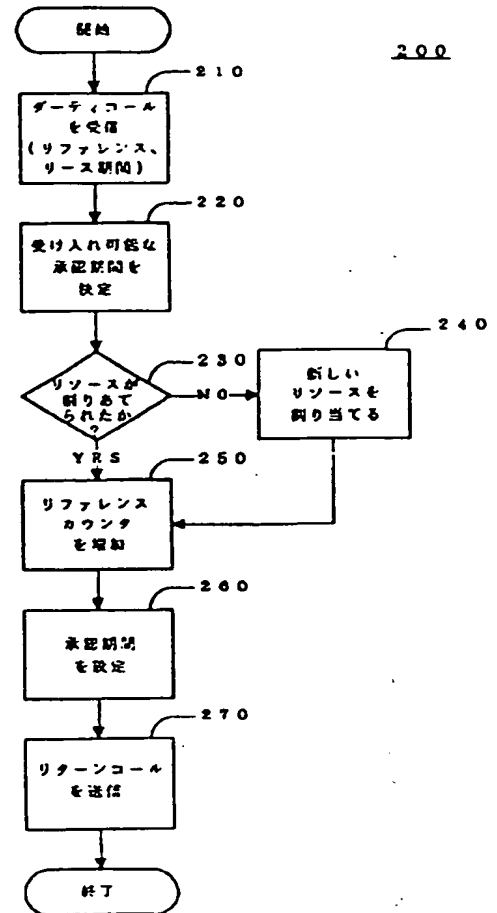 開始
200
210
ダーティコール
を受信
(リファレンス、
リース期間)
220
受け入れ可能な
承認期間を
決定
230
リソースが
割りあて
られたか
?
NO
240
新しい
リソースを
割り当てる
YRS
250
リファレンス
カウンタ
を増加
260
承認期間
を設定
270
リターンコール
を送信
終了